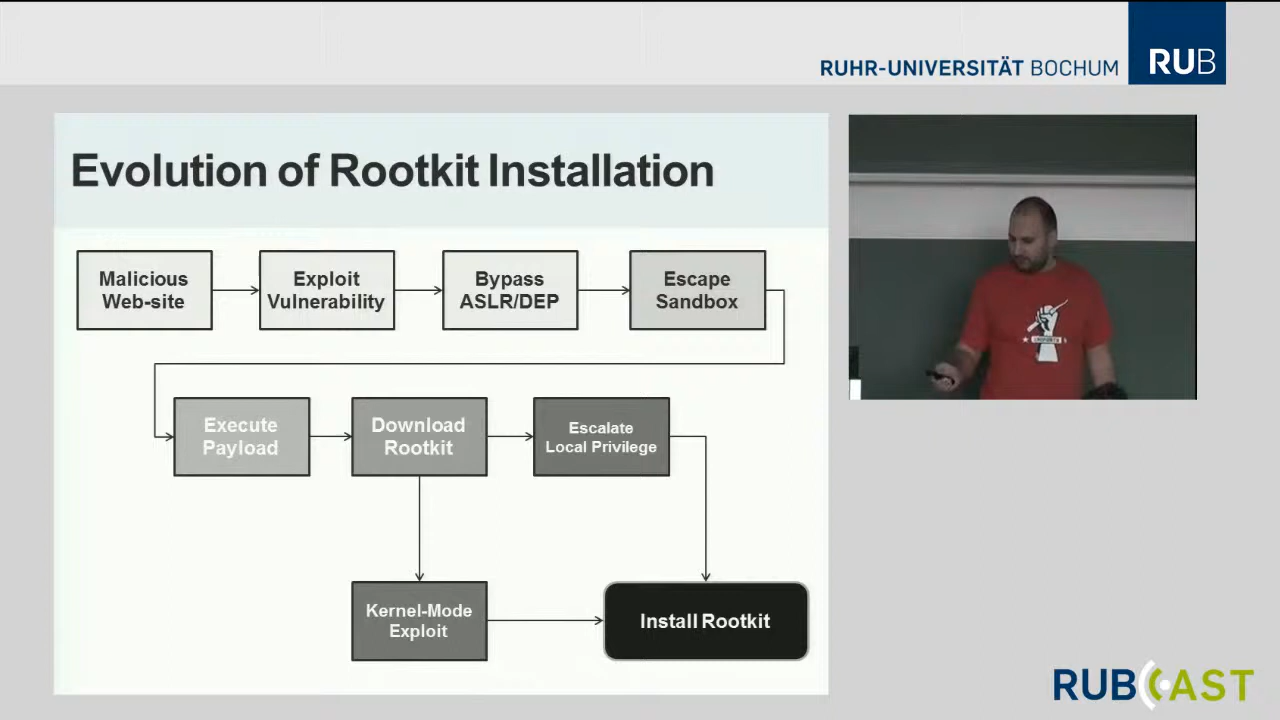 RUHR-UNIVERSITÄT BOCHUM
RUB
Evolution of Rootkit Installation
Malicious
Web-site
Exploit
Vulnerability
Bypass
ASLR/DEP
Escape
Sandbox
Execute
Payload
Download
Rootkit
Escalate
Local Privilege
Kernel-Mode
Exploit
Install Rootkit
RUBCAST